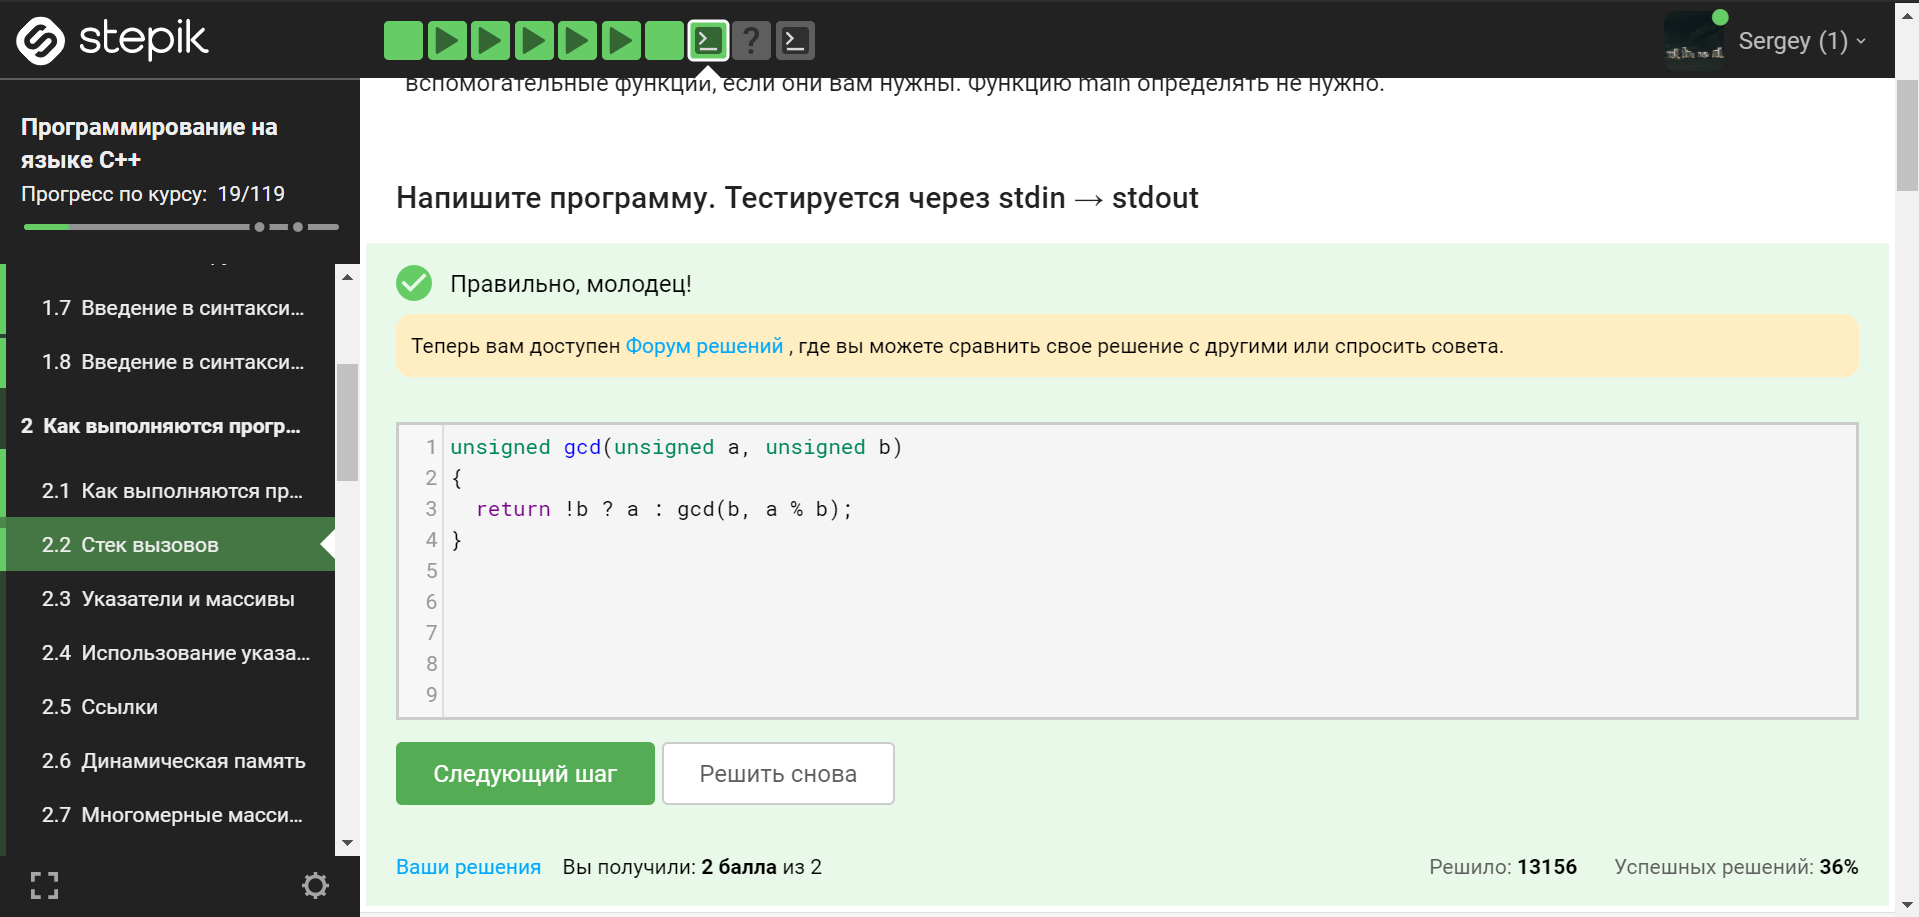 stepik
Sergey (1)
Программирование на
языке C++
Прогресс по курсу: 19/119
1.7 Введение в синтакси...
1.8 Введение в синтакси...
2 Как выполняются прогр...
2.1 Как выполняются пр...
2.2 Стек вызовов
2.3 Указатели и массивы
2.4 Использование указа...
2.5 Ссылки
2.6 Динамическая память
2.7 Многомерные масси...
вспомогательные функции, если они вам нужны. Функцию main определять не нужно.
Напишите программу. Тестируется через stdin → stdout
Правильно, молодец!
Теперь вам доступен Форум решений , где вы можете сравнить свое решение с другими или спросить совета.
1 unsigned gcd(unsigned a, unsigned b)
2 {
3 return !b ? a : gcd(b, a % b);
4 }
5
6
7
8
9
Следующий шаг
Решить снова
Ваши решения Вы получили: 2 балла из 2
Решило: 13156 Успешных решений: 36%